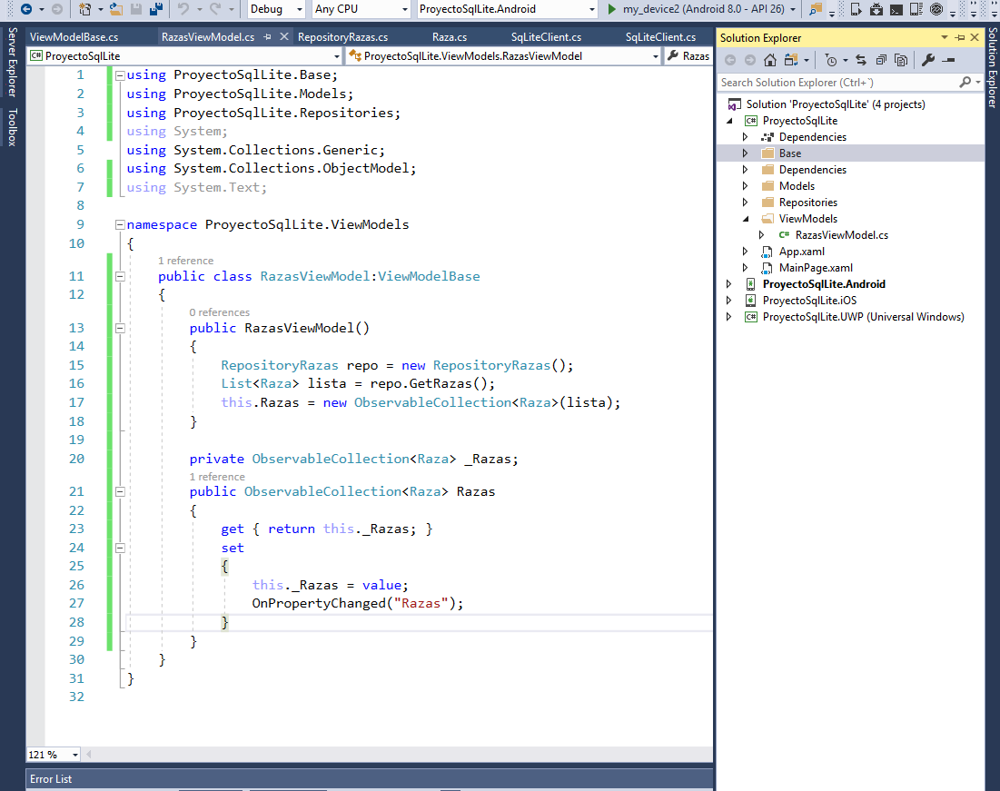 Debug Any CPU ProyectoSqlLite.Android my_device2 (Android 8.0 - API 26)
Server Explorer
Toolbox
ViewModelBase.cs RazasViewModel.cs RepositoryRazas.cs Raza.cs SqLiteClient.cs SqLiteClient.cs
C# ProyectoSqlLite ProyectoSqlLite.ViewModels.RazasViewModel Razas
1 using ProyectoSqlLite.Base;
2 using ProyectoSqlLite.Models;
3 using ProyectoSqlLite.Repositories;
4 using System;
5 using System.Collections.Generic;
6 using System.Collections.ObjectModel;
7 using System.Text;
8
9 namespace ProyectoSqlLite.ViewModels
10 {
1 reference
11 public class RazasViewModel:ViewModelBase
12 {
0 references
13 public RazasViewModel()
14 {
15 RepositoryRazas repo = new RepositoryRazas();
16 List<Raza> lista = repo.GetRazas();
17 this.Razas = new ObservableCollection<Raza>(lista);
18 }
19
20 private ObservableCollection<Raza> _Razas;
1 reference
21 public ObservableCollection<Raza> Razas
22 {
23 get { return this._Razas; }
24 set
25 {
26 this._Razas = value;
27 OnPropertyChanged("Razas");
28 }
29 }
30 }
31 }
32
121 %
Error List
Solution Explorer
Search Solution Explorer (Ctrl+`)
Solution 'ProyectoSqlLite' (4 projects)
C# ProyectoSqlLite
Dependencies
Base
Dependencies
Models
Repositories
ViewModels
C# RazasViewModel.cs
App.xaml
MainPage.xaml
ProyectoSqlLite.Android
ProyectoSqlLite.iOS
C# ProyectoSqlLite.UWP (Universal Windows)
Solution Explorer